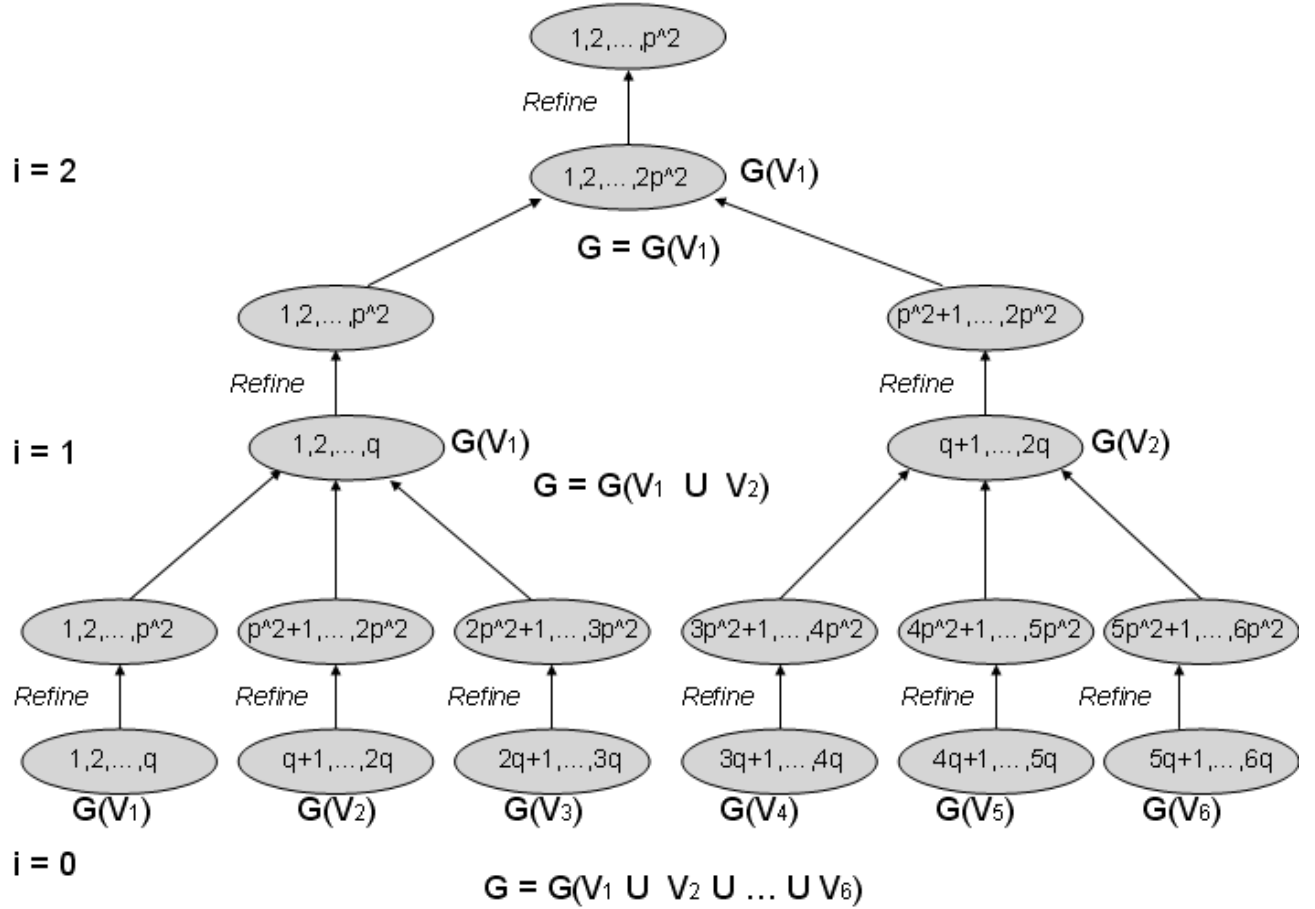 1,2,...,p^2
Refine
i = 2
1,2,...,2p^2 G(V1)
G = G(V1)
1,2,...,p^2 p^2+1,...,2p^2
Refine Refine
i = 1
1,2,...,q G(V1) q+1,...,2q G(V2)
G = G(V1 U V2)
1,2,...,p^2 p^2+1,...,2p^2 2p^2+1,...,3p^2 3p^2+1,...,4p^2 4p^2+1,...,5p^2 5p^2+1,...,6p^2
Refine Refine Refine Refine Refine Refine
1,2,...,q q+1,...,2q 2q+1,...,3q 3q+1,...,4q 4q+1,...,5q 5q+1,...,6q
G(V1) G(V2) G(V3) G(V4) G(V5) G(V6)
i = 0
G = G(V1 U V2 U ... U V6)